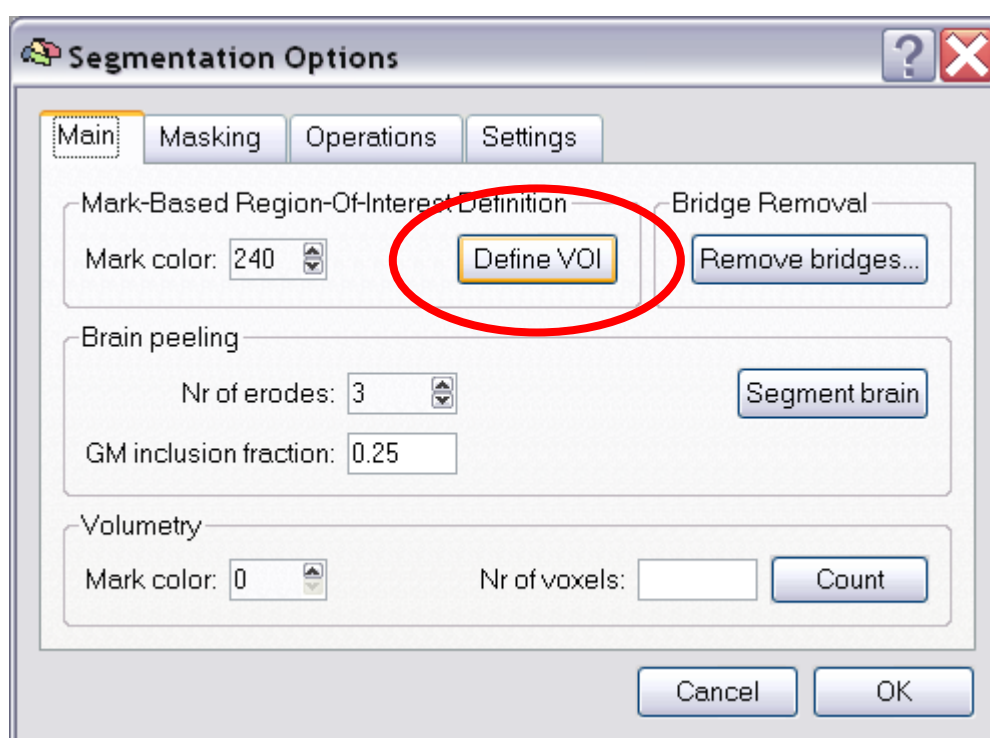 Segmentation Options
Main Masking Operations Settings
Mark-Based Region-Of-Interest Definition Bridge Removal
Mark color: 240 Define VOI Remove bridges...
Brain peeling
Nr of erodes: 3 Segment brain
GM inclusion fraction: 0.25
Volumetry
Mark color: 0 Nr of voxels: Count
Cancel OK